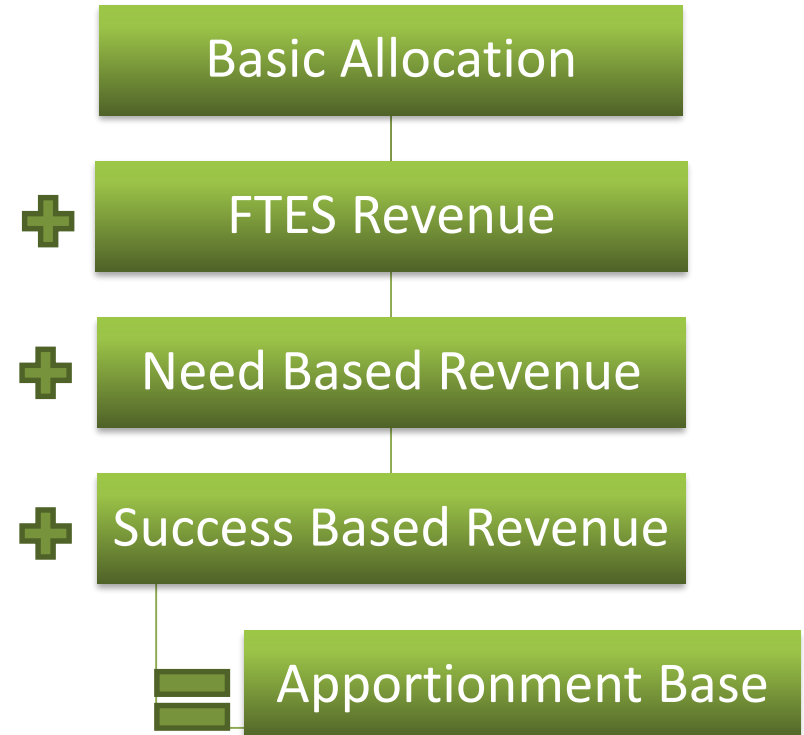 Basic Allocation
FTES Revenue
Need Based Revenue
Success Based Revenue
Apportionment Base